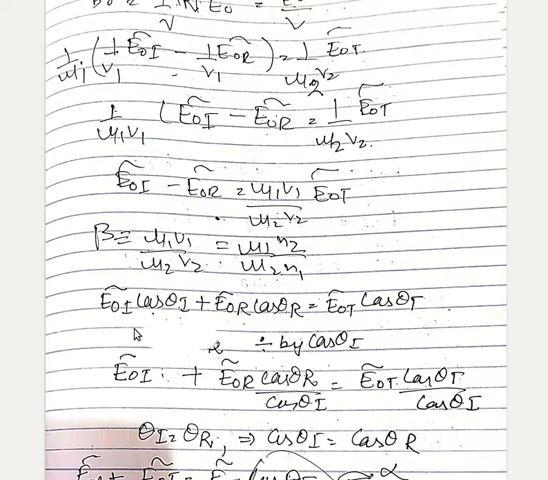 1/μ1 (1/v1 Ẽ0I − 1/v1 Ẽ0R) = 1/μ2v2 Ẽ0T
1/μ1v1 (Ẽ0I − Ẽ0R = 1/μ2v2 Ẽ0T
Ẽ0I − Ẽ0R = μ1v1/μ2v2 Ẽ0T
β = μ1v1/μ2v2 = μ1n2/μ2n1
Ẽ0I CosθI + Ẽ0R CosθR = Ẽ0T CosθT
÷ by CosθI
Ẽ0I + Ẽ0R CosθR/CosθI = Ẽ0T CosθT/CosθI
θI = θR, ⇒ CosθI = CosθR